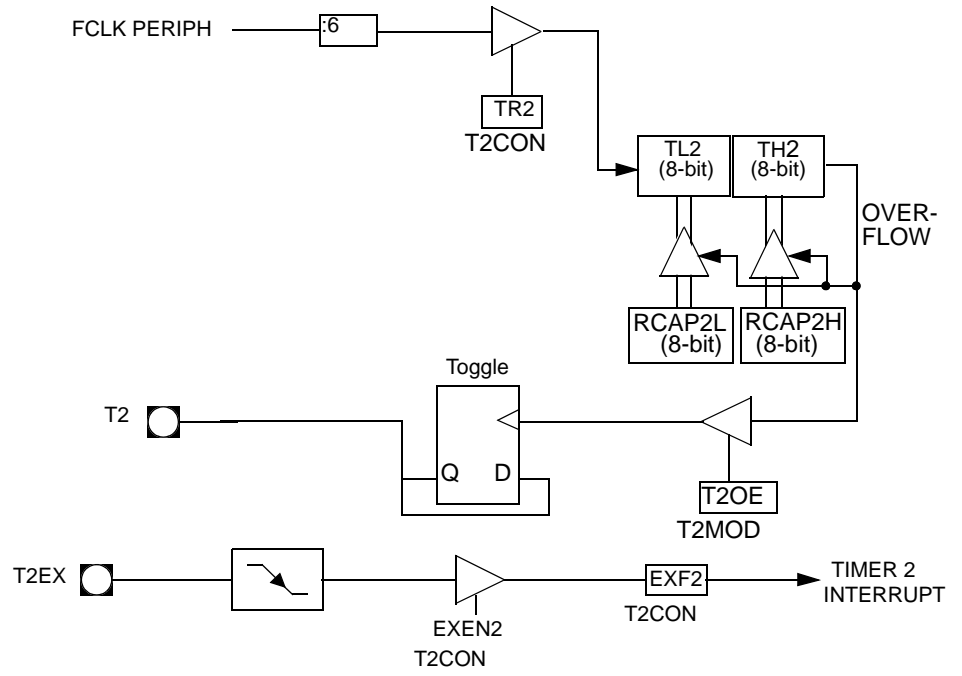 FCLK PERIPH
:6
TR2
T2CON
TL2
(8-bit)
TH2
(8-bit)
OVER-
FLOW
RCAP2L
(8-bit)
RCAP2H
(8-bit)
Toggle
T2
Q
D
T2OE
T2MOD
T2EX
EXEN2
T2CON
EXF2
T2CON
TIMER 2
INTERRUPT